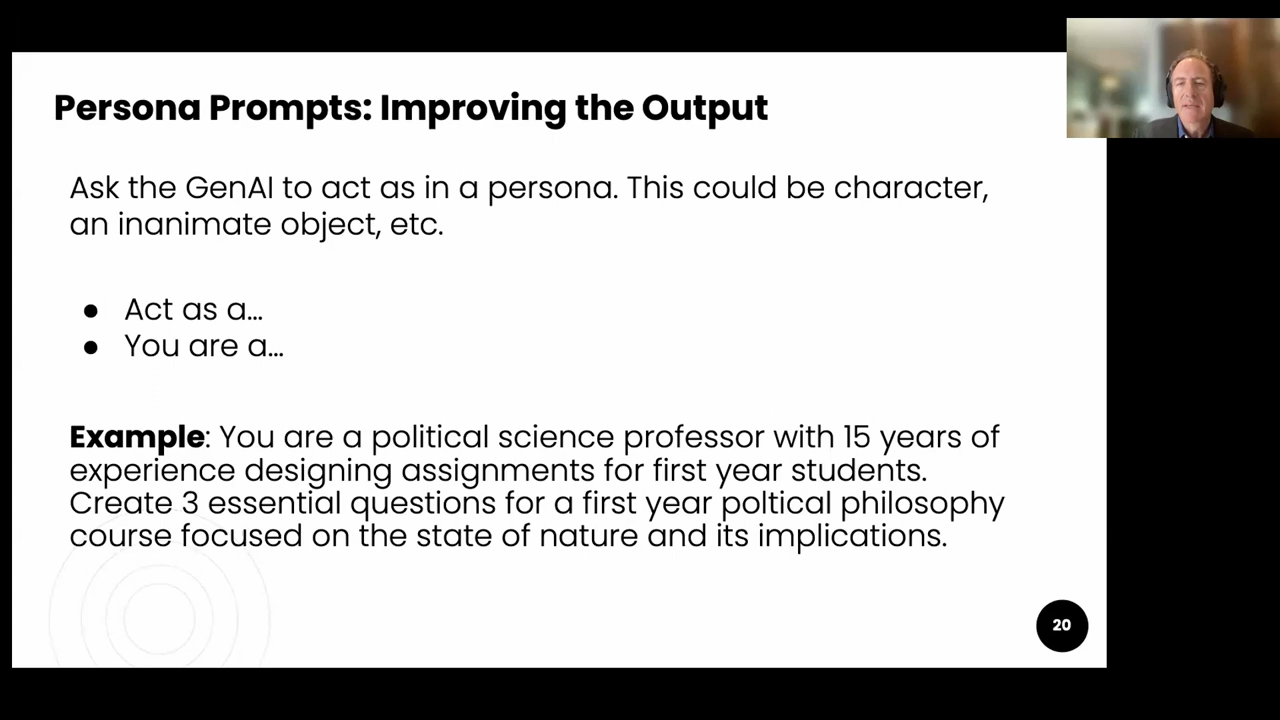 Persona Prompts: Improving the Output
Ask the GenAI to act as in a persona. This could be character,
an inanimate object, etc.
● Act as a…
● You are a…
Example: You are a political science professor with 15 years of
experience designing assignments for first year students.
Create 3 essential questions for a first year poltical philosophy
course focused on the state of nature and its implications.
20